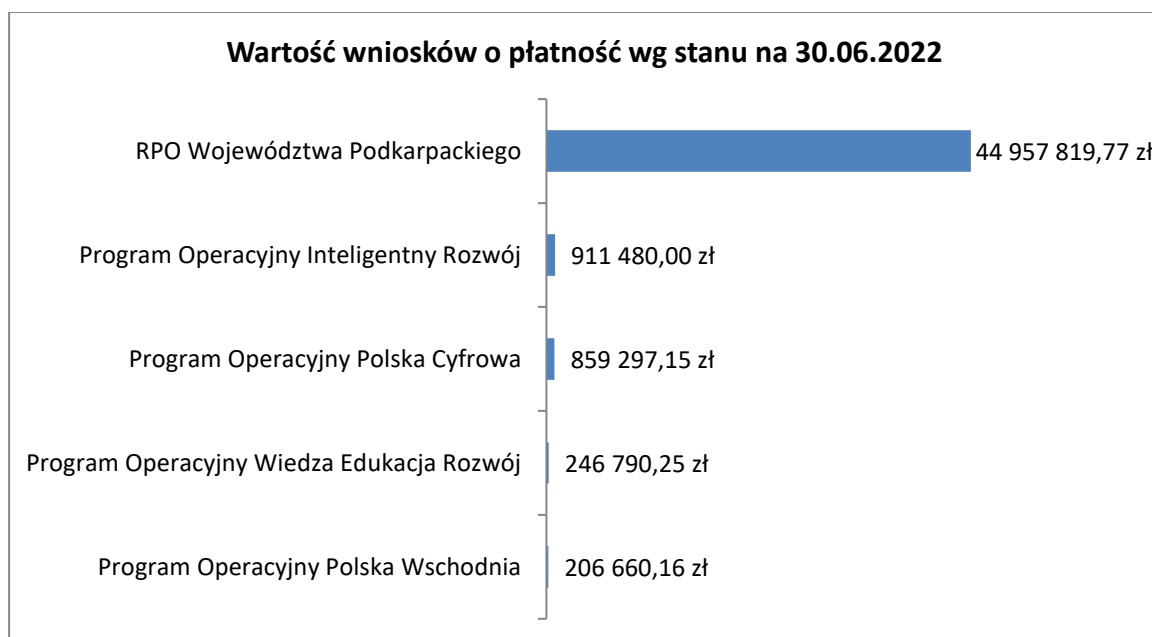 Wartość wniosków o płatność wg stanu na 30.06.2022
RPO Województwa Podkarpackiego 44 957 819,77 zł
Program Operacyjny Inteligentny Rozwój 911 480,00 zł
Program Operacyjny Polska Cyfrowa 859 297,15 zł
Program Operacyjny Wiedza Edukacja Rozwój 246 790,25 zł
Program Operacyjny Polska Wschodnia 206 660,16 zł